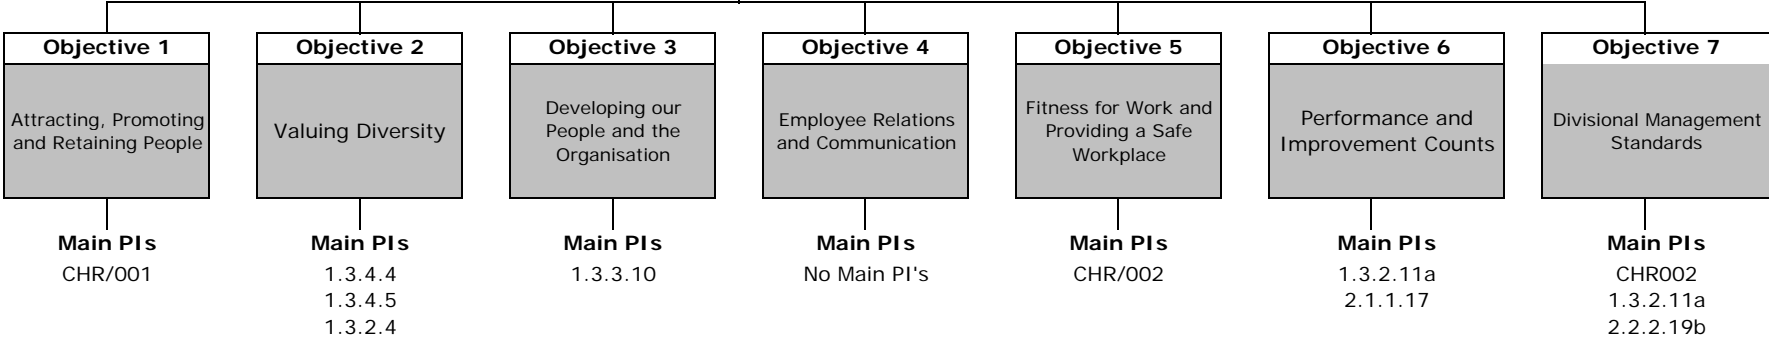 Objective 1
Attracting, Promoting
and Retaining People
Main PIs
CHR/001
Objective 2
Valuing Diversity
Main PIs
1.3.4.4
1.3.4.5
1.3.2.4
Objective 3
Developing our
People and the
Organisation
Main PIs
1.3.3.10
Objective 4
Employee Relations
and Communication
Main PIs
No Main PI's
Objective 5
Fitness for Work and
Providing a Safe
Workplace
Main PIs
CHR/002
Objective 6
Performance and
Improvement Counts
Main PIs
1.3.2.11a
2.1.1.17
Objective 7
Divisional Management
Standards
Main PIs
CHR002
1.3.2.11a
2.2.2.19b